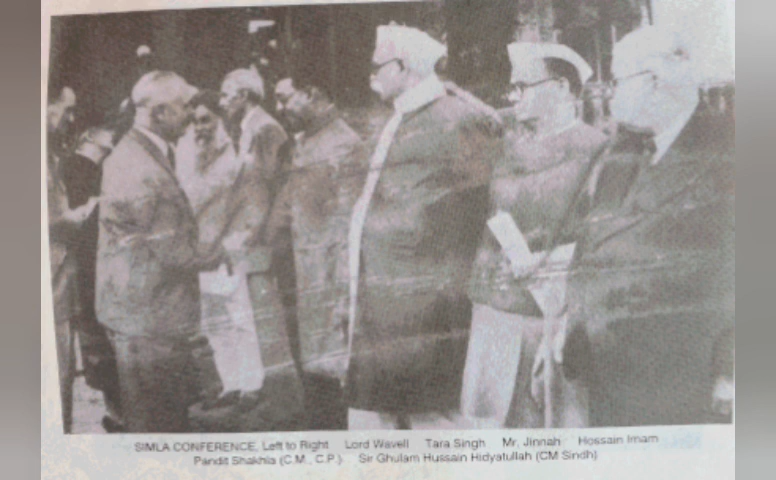 SIMLA CONFERENCE, Left to Right Lord Wavell Tara Singh Mr. Jinnah Hossain Imam
Pandit Shakhla (C.M., C.P.) Sir Ghulam Hussain Hidyatullah (CM Sindh)